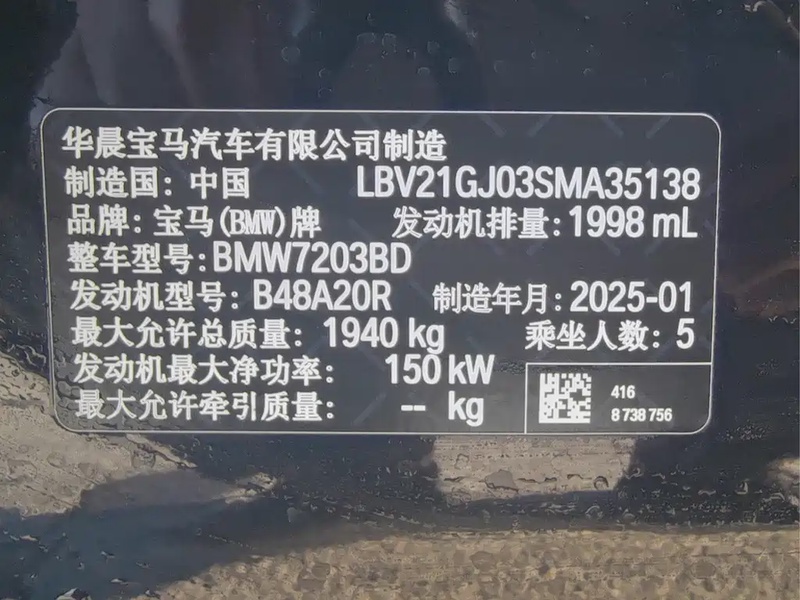 华晨宝马汽车有限公司制造
制造国：中国 LBV21GJ03SMA35138
品牌：宝马(BMW)牌 发动机排量：1998 mL
整车型号：BMW7203BD
发动机型号：B48A20R 制造年月：2025-01
最大允许总质量：1940 kg 乘坐人数：5
发动机最大净功率：150 kW
最大允许牵引质量：-- kg
416
8 738 756